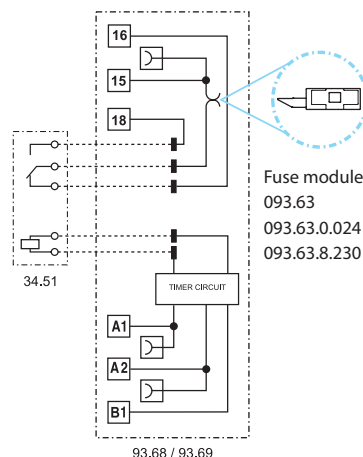 16
15
18
Fuse module
093.63
093.63.0.024
093.63.8.230
34.51
TIMER CIRCUIT
A1
A2
B1
93.68 / 93.69